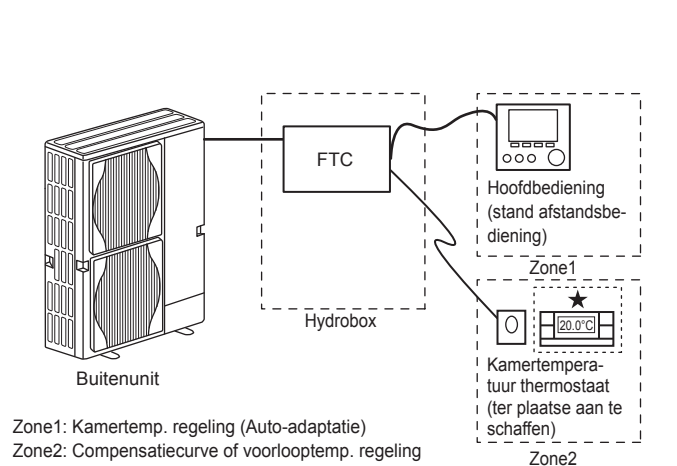 FTC
Hoofdbediening
(stand afstandsbe-
diening)
Zone1
Hydrobox
20.0°C
Kamertempera-
tuur thermostaat
(ter plaatse aan te
schaffen)
Zone2
Buitenunit
Zone1: Kamertemp. regeling (Auto-adaptatie)
Zone2: Compensatiecurve of voorlooptemp. regeling